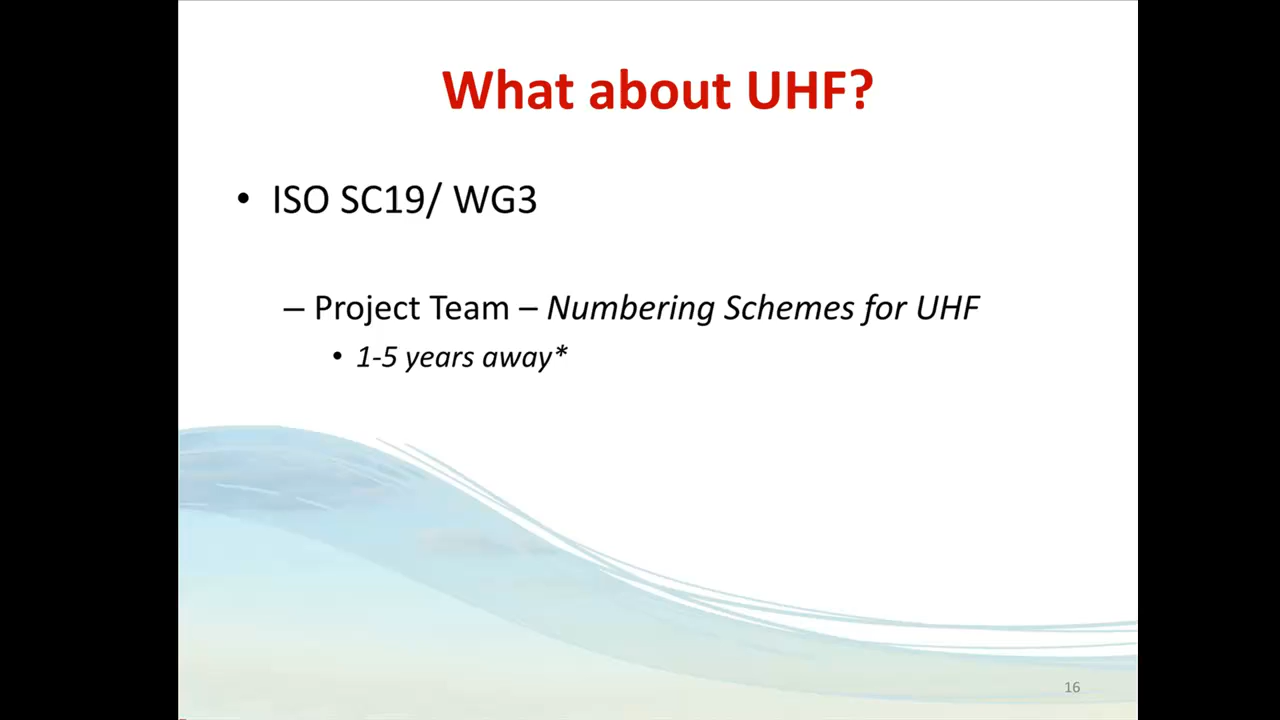 What about UHF?
• ISO SC19/ WG3
– Project Team – Numbering Schemes for UHF
• 1-5 years away*
16